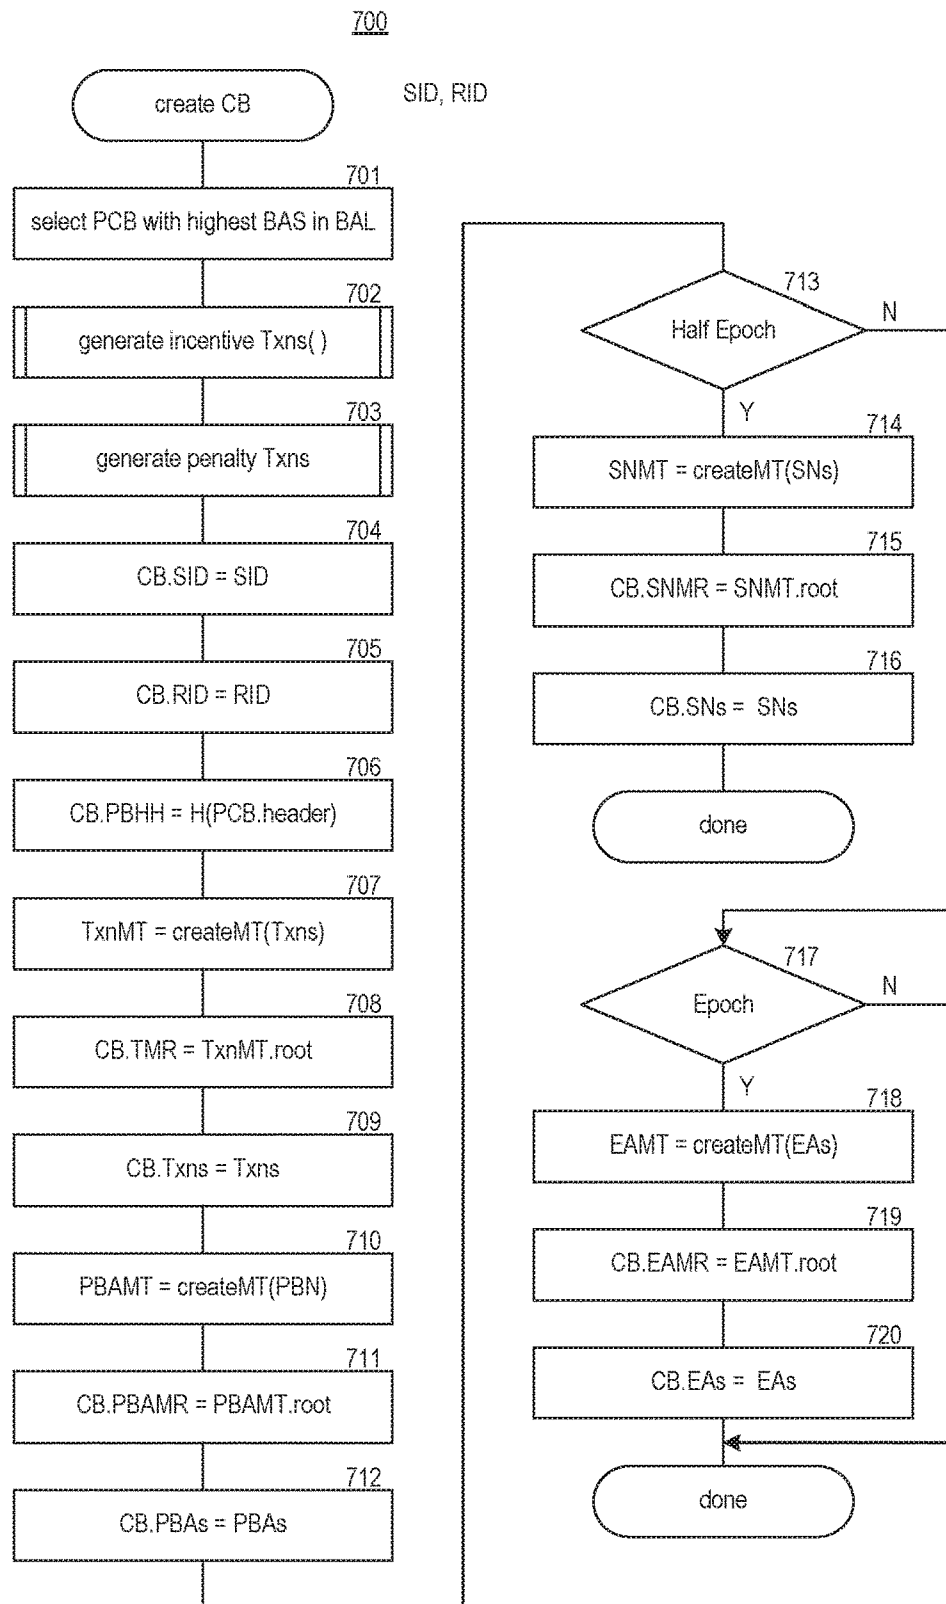 700
create CB
SID, RID
701
select PCB with highest BAS in BAL
702
generate incentive Txns( )
703
generate penalty Txns
704
CB.SID = SID
705
CB.RID = RID
706
CB.PBHH = H(PCB.header)
707
TxnMT = createMT(Txns)
708
CB.TMR = TxnMT.root
709
CB.Txns = Txns
710
PBAMT = createMT(PBN)
711
CB.PBAMR = PBAMT.root
712
CB.PBAs = PBAs
713
Half Epoch
N
Y
714
SNMT = createMT(SNs)
715
CB.SNMR = SNMT.root
716
CB.SNs = SNs
done
717
Epoch
N
Y
718
EAMT = createMT(EAs)
719
CB.EAMR = EAMT.root
720
CB.EAs = EAs
done